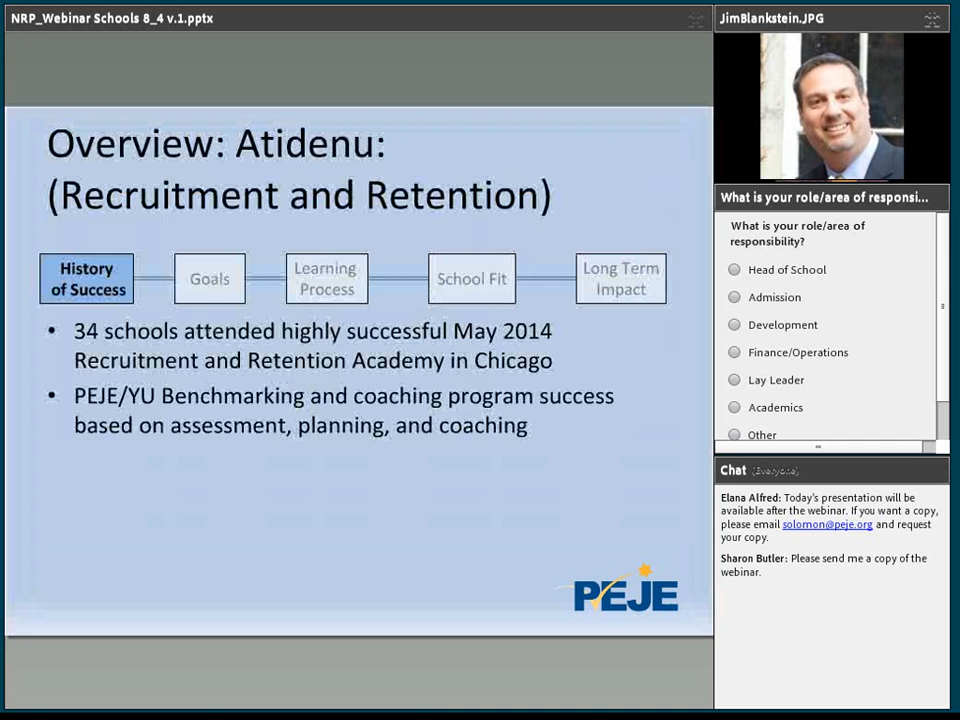 NRP_Webinar Schools 8_4 v.1.pptx
Overview: Atidenu:
(Recruitment and Retention)
History
of Success
Goals
Learning
Process
School Fit
Long Term
Impact
• 34 schools attended highly successful May 2014
Recruitment and Retention Academy in Chicago
• PEJE/YU Benchmarking and coaching program success
based on assessment, planning, and coaching
PEJE
JimBlankstein.JPG
What is your role/area of responsi...
What is your role/area of
responsibility?
Head of School
Admission
Development
Finance/Operations
Lay Leader
Academics
Other
Chat (Everyone)
Elana Alfred: Today's presentation will be
available after the webinar. If you want a copy,
please email solomon@peje.org and request
your copy.
Sharon Butler: Please send me a copy of the
webinar.